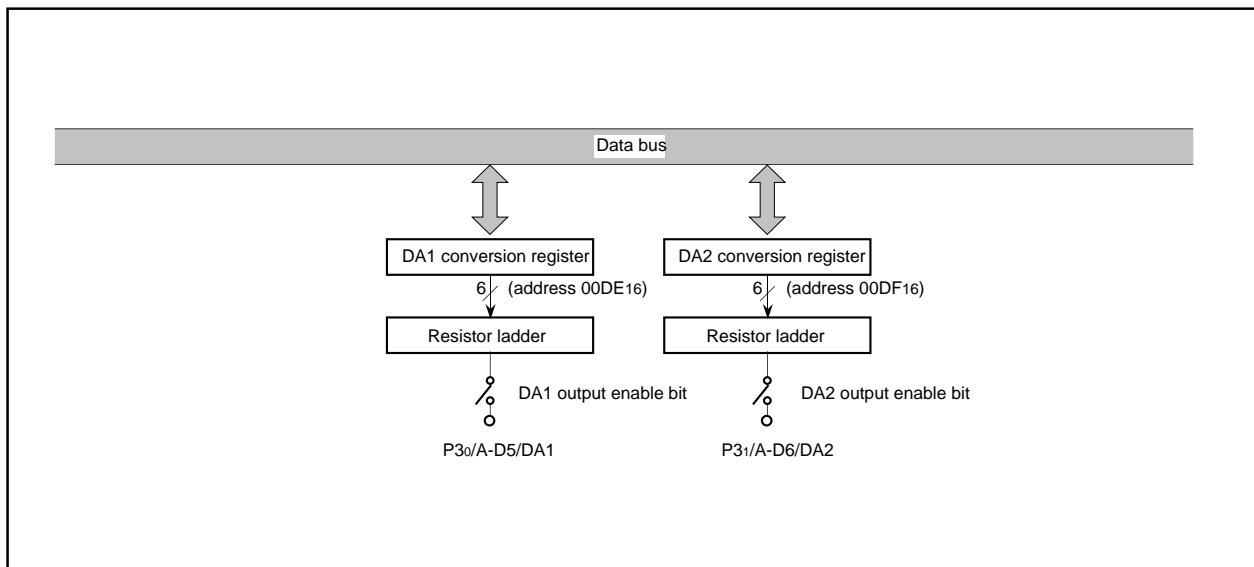 Data bus
DA1 conversion register
DA2 conversion register
6
(address 00DE16)
6
(address 00DF16)
Resistor ladder
Resistor ladder
DA1 output enable bit
DA2 output enable bit
P30/A-D5/DA1
P31/A-D6/DA2